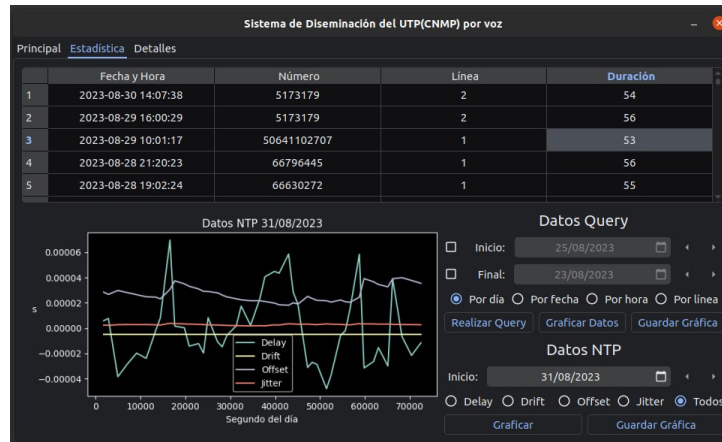 Sistema de Diseminación del UTP(CNMP) por voz
Principal Estadística Detalles
Fecha y Hora Número Línea Duración
1 2023-08-30 14:07:38 5173179 2 54
2 2023-08-29 16:00:29 5173179 2 56
3 2023-08-29 10:01:17 50641102707 1 53
4 2023-08-28 21:20:23 66796445 1 56
5 2023-08-28 19:02:24 66630272 1 55
Datos NTP 31/08/2023
0.00006
0.00004
0.00002
0.00000
−0.00002
−0.00004
s
Delay
Drift
Offset
Jitter
0 10000 20000 30000 40000 50000 60000 70000
Segundo del día
Datos Query
Inicio: 25/08/2023
Final: 23/08/2023
Por día Por fecha Por hora Por línea
Realizar Query Graficar Datos Guardar Gráfica
Datos NTP
Inicio: 31/08/2023
Delay Drift Offset Jitter Todos
Graficar Guardar Gráfica